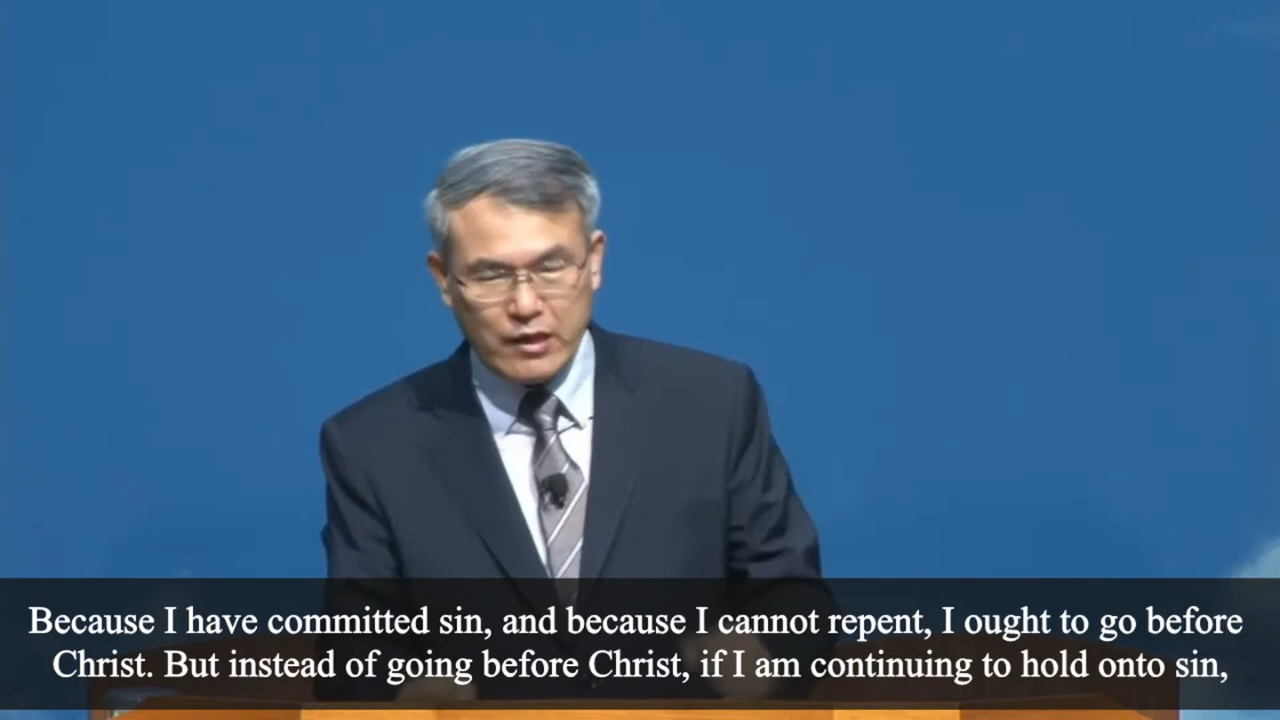 Because I have committed sin, and because I cannot repent, I ought to go before
Christ. But instead of going before Christ, if I am continuing to hold onto sin,